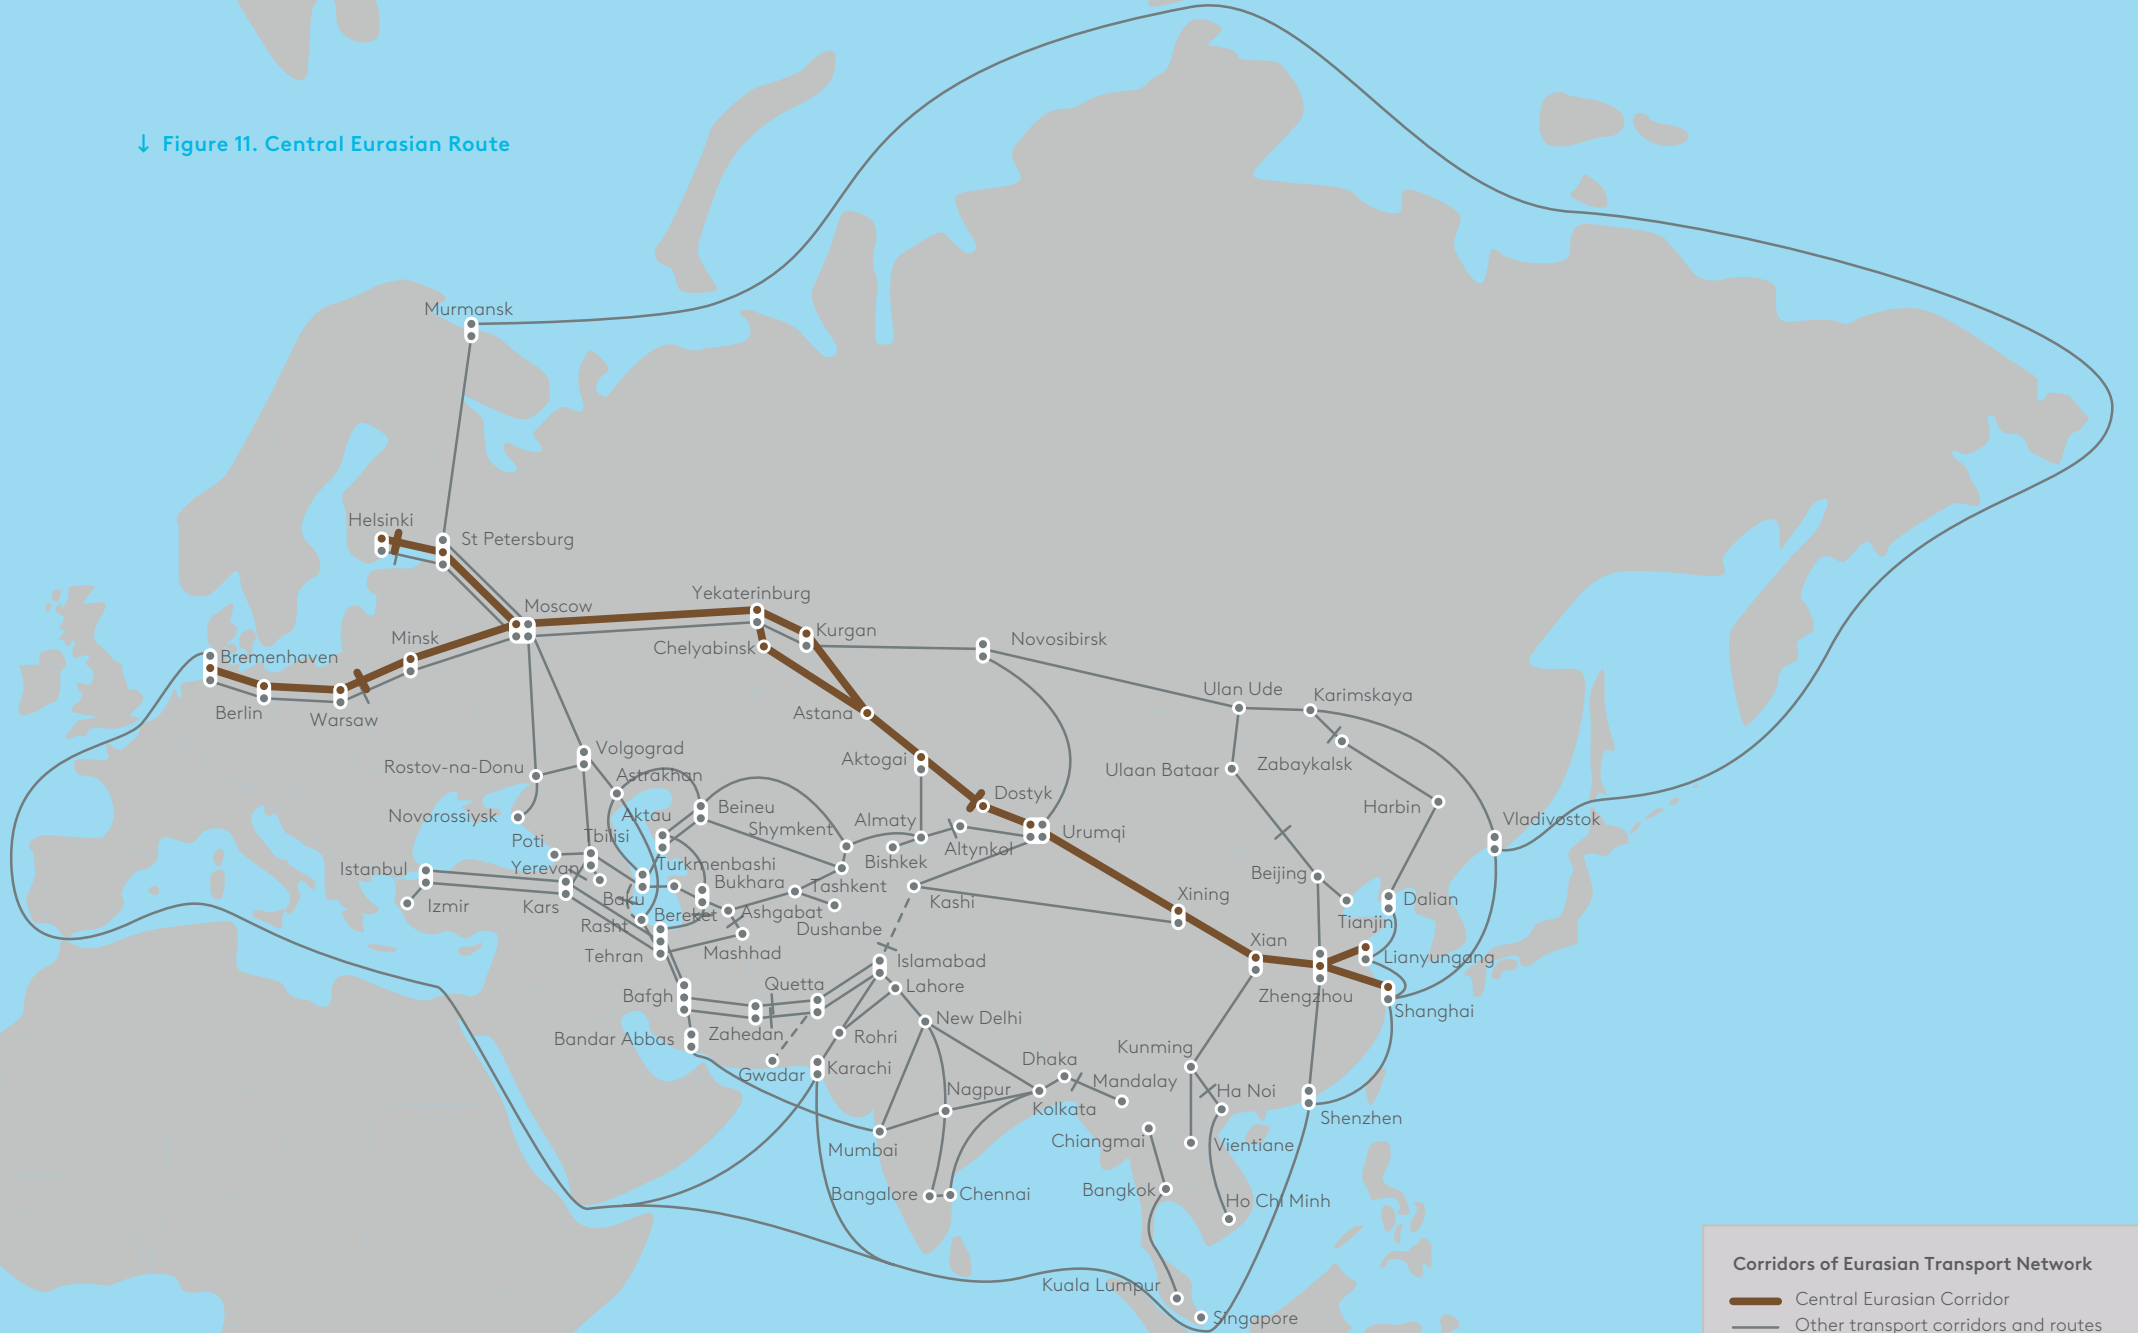 ↓ Figure 11. Central Eurasian Route
Murmansk
Helsinki
St Petersburg
Moscow
Minsk
Bremenhaven
Berlin
Warsaw
Yekaterinburg
Kurgan
Chelyabinsk
Novosibirsk
Ulan Ude
Karimskaya
Astana
Aktogai
Ulaan Bataar
Zabaykalsk
Volgograd
Rostov-na-Donu
Astrakhan
Dostyk
Harbin
Novorossiysk
Aktau
Beineu
Shymkent
Almaty
Urumqi
Vladivostok
Poti
Tbilisi
Altynkol
Bishkek
Istanbul
Yerevan
Turkmenbashi
Bukhara
Tashkent
Beijing
Izmir
Kars
Baku
Bereket
Ashgabat
Kashi
Xining
Dalian
Rasht
Dushanbe
Tianjin
Tehran
Mashhad
Xian
Islamabad
Lianyungang
Bafgh
Quetta
Lahore
Zhengzhou
Shanghai
Zahedan
New Delhi
Bandar Abbas
Rohri
Kunming
Gwadar
Karachi
Dhaka
Mandalay
Nagpur
Ha Noi
Kolkata
Shenzhen
Chiangmai
Vientiane
Mumbai
Bangalore
Chennai
Bangkok
Ho Chi Minh
Kuala Lumpur
Singapore
Corridors of Eurasian Transport Network
Central Eurasian Corridor
Other transport corridors and routes